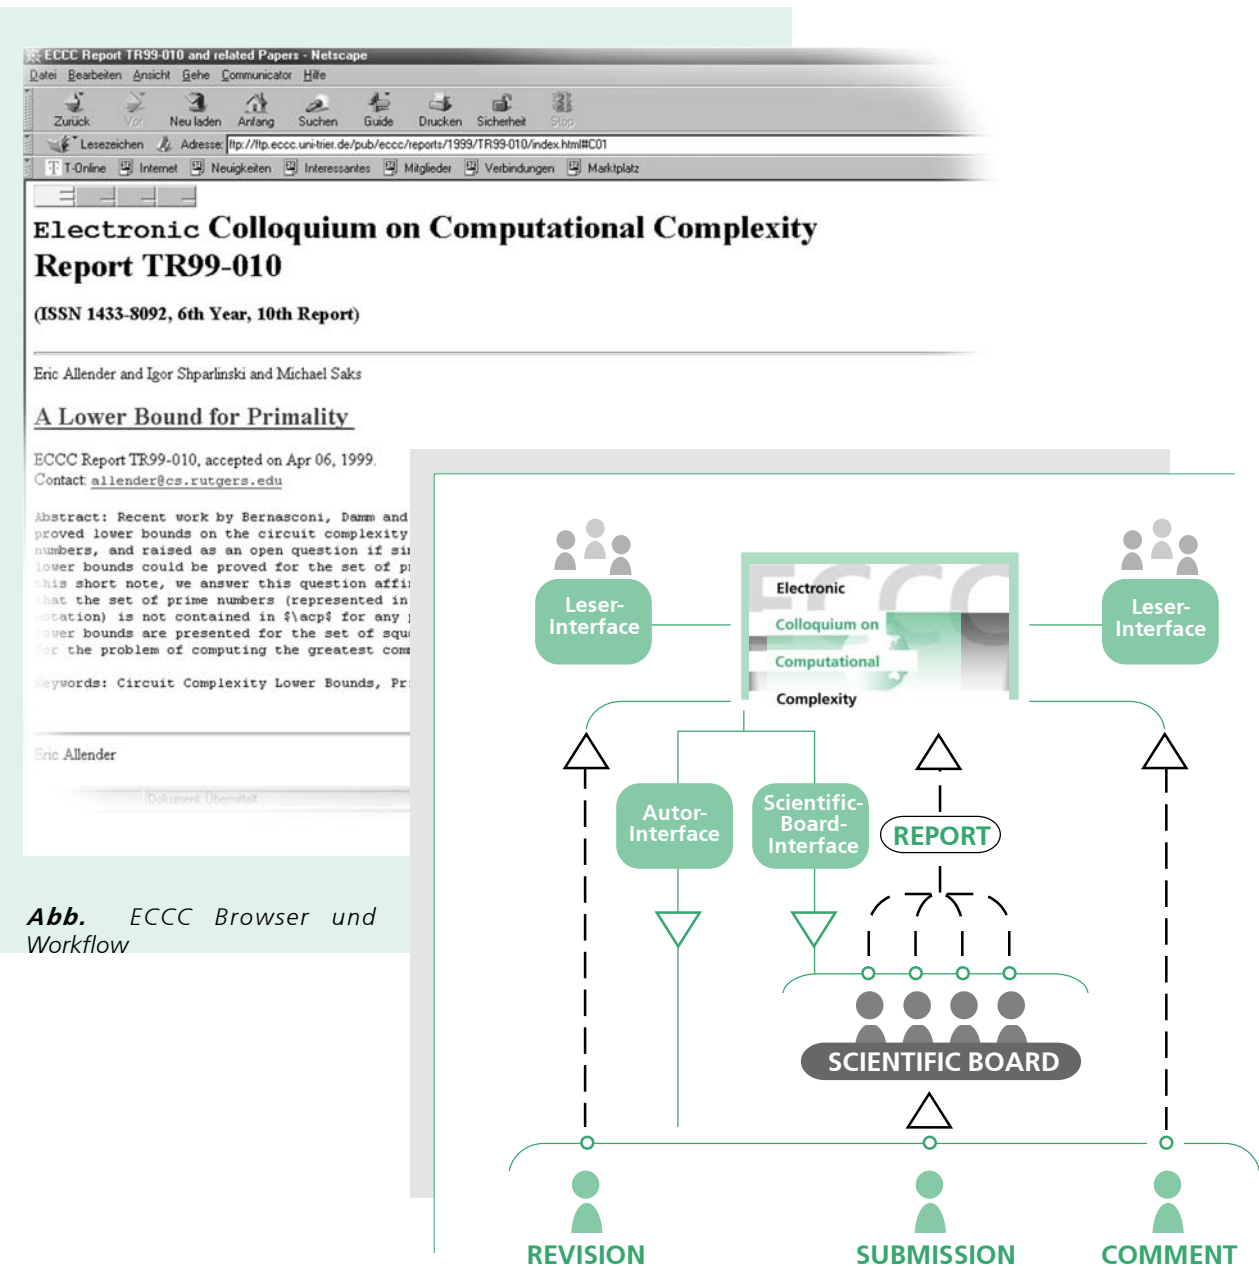 ECCC Report TR99-010 and related Papers - Netscape
Datei Bearbeiten Ansicht Gehe Communicator Hilfe
Zurück Vor Neu laden Anfang Suchen Guide Drucken Sicherheit Stop
Lesezeichen Adresse: ftp://ftp.eccc.uni-trier.de/pub/eccc/reports/1999/TR99-010/index.html#C01
T-Online Internet Neuigkeiten Interessantes Mitglieder Verbindungen Marktplatz
Electronic Colloquium on Computational Complexity
Report TR99-010
(ISSN 1433-8092, 6th Year, 10th Report)
Eric Allender and Igor Shparlinski and Michael Saks
A Lower Bound for Primality
ECCC Report TR99-010, accepted on Apr 06, 1999.
Contact: allender@cs.rutgers.edu
Abstract: Recent work by Bernasconi, Damm and
proved lower bounds on the circuit complexity
numbers, and raised as an open question if
lower bounds could be proved for the set of
this short note, we answer this question
that the set of prime numbers (represented in
notation) is not contained in $\acp$ for any
lower bounds are presented for the set of
for the problem of computing the greatest
Keywords: Circuit Complexity Lower Bounds,
Eric Allender
Dokument: Übermittelt
Abb. ECCC Browser und
Workflow
Leser-
Interface
ECCC
Electronic
Colloquium on
Computational
Complexity
Leser-
Interface
Autor-
Interface
Scientific-
Board-
Interface
REPORT
SCIENTIFIC BOARD
REVISION
SUBMISSION
COMMENT